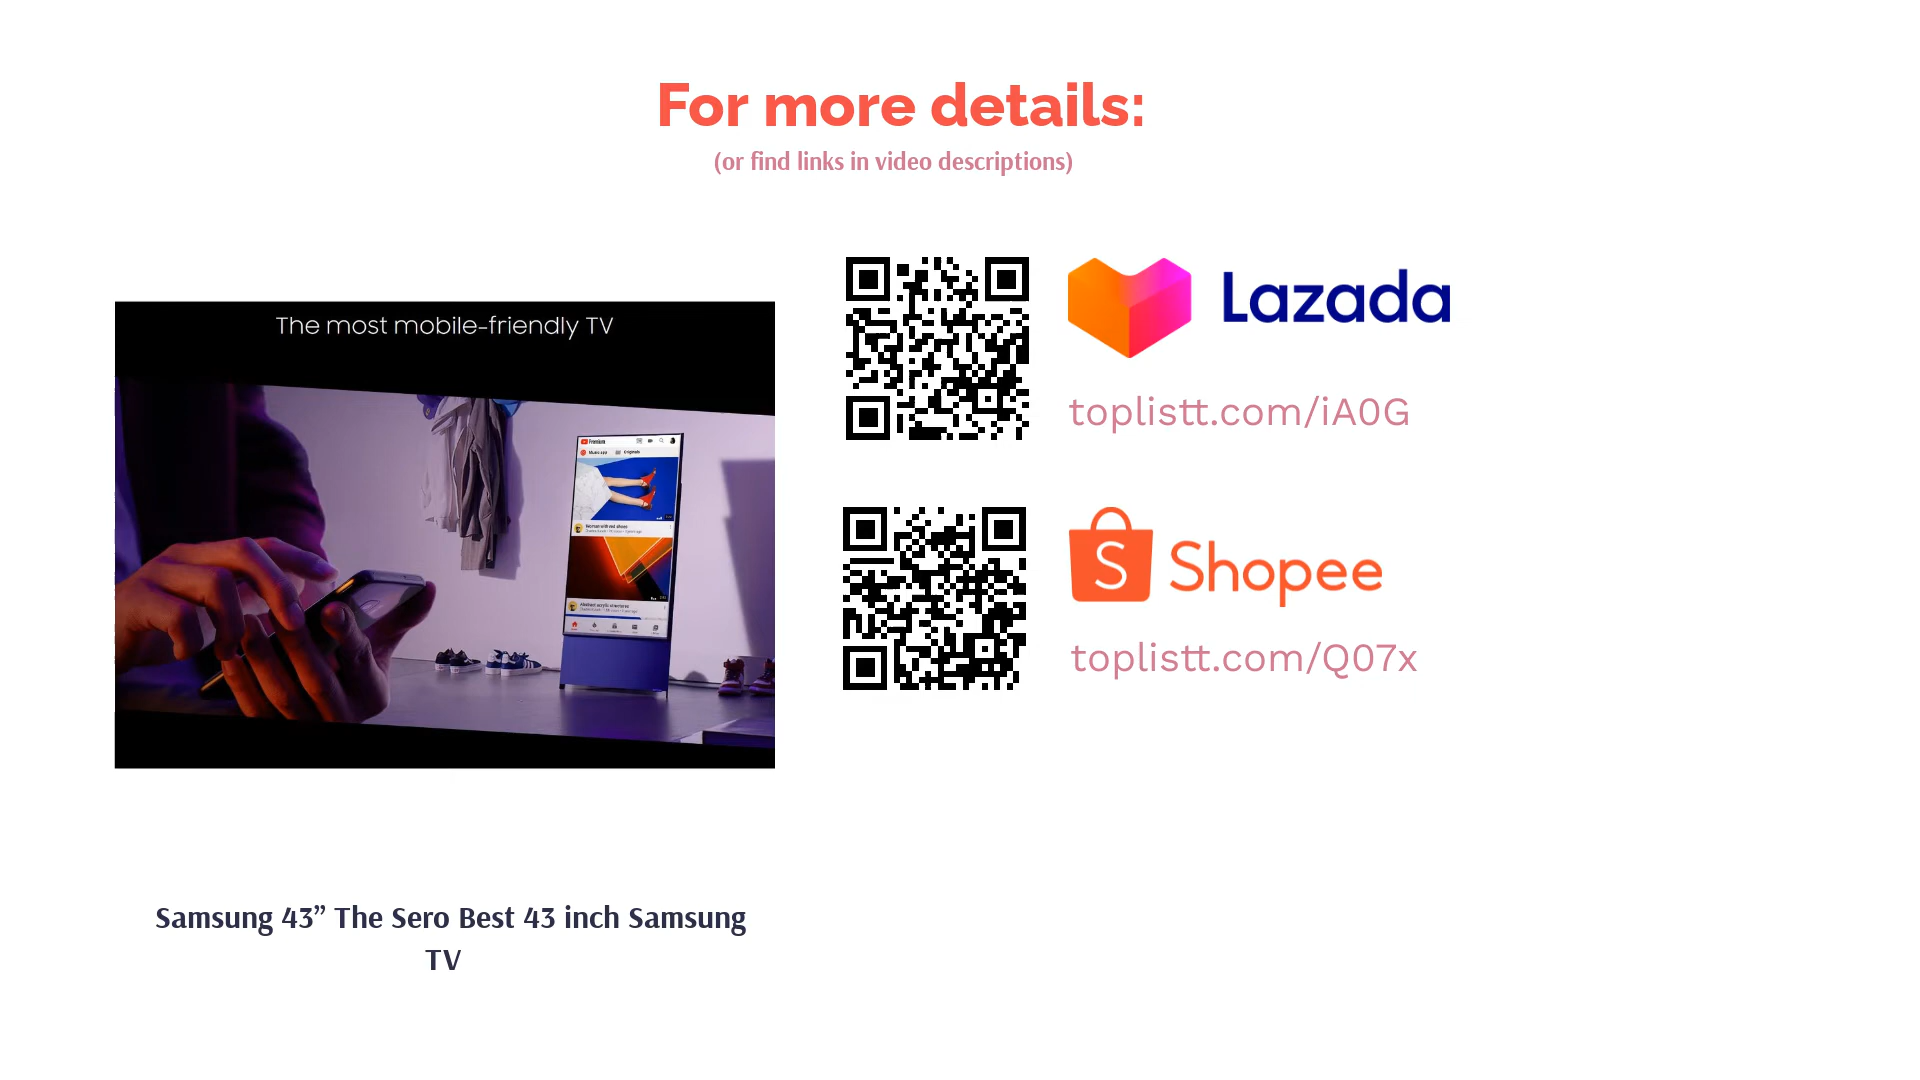 For more details:
(or find links in video descriptions)
The most mobile-friendly TV
Premium
Lazada
toplistt.com/iA0G
Shopee
toplistt.com/Q07x
Samsung 43” The Sero Best 43 inch Samsung
TV